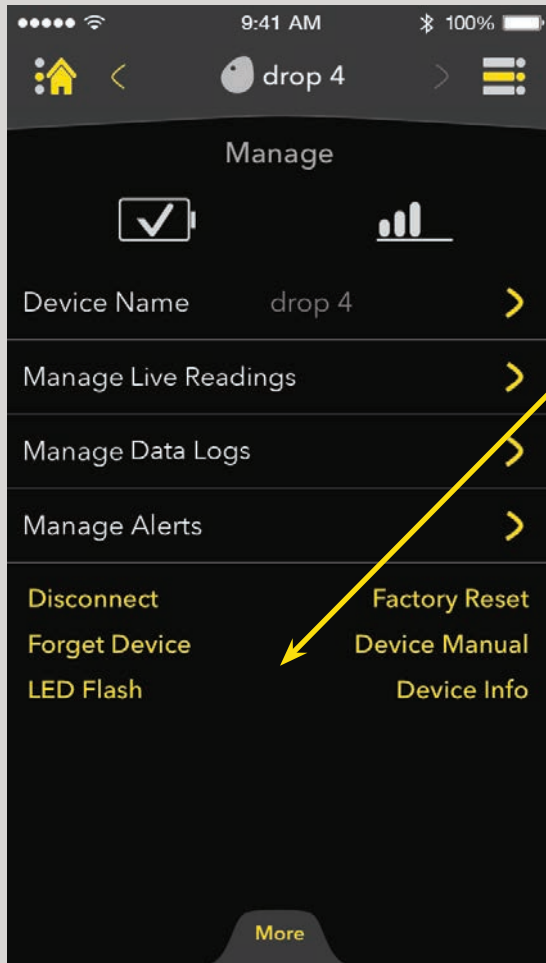 9:41 AM 100%
drop 4
Manage
Device Name drop 4
Manage Live Readings
Manage Data Logs
Manage Alerts
Disconnect Factory Reset
Forget Device Device Manual
LED Flash Device Info
More